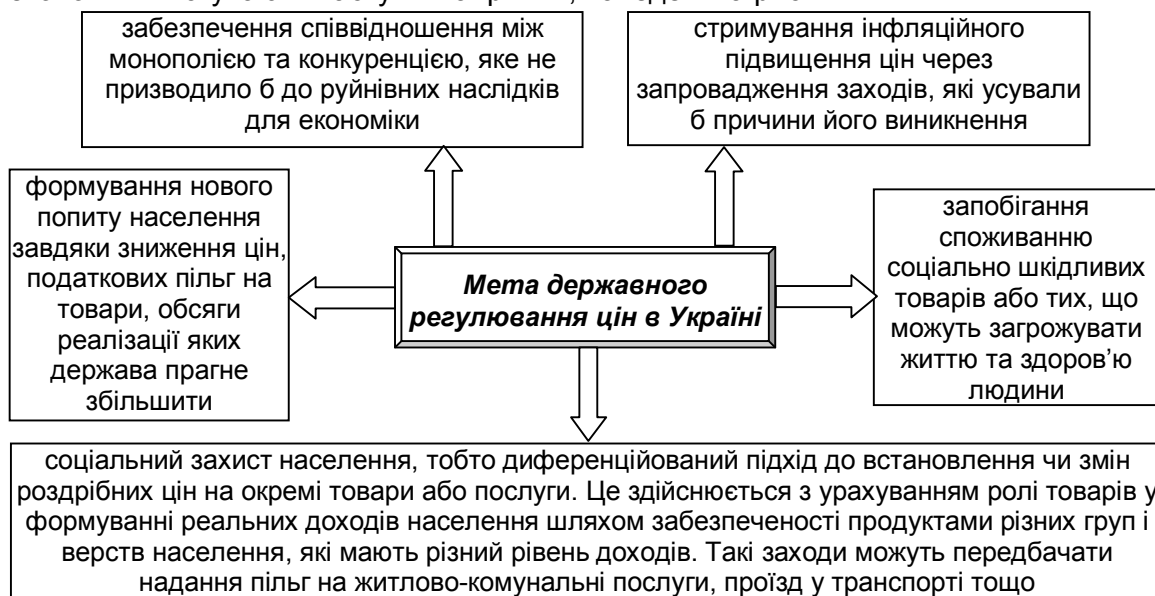 забезпечення співвідношення між
монополією та конкуренцією, яке не
призводило б до руйнівних наслідків
для економіки
стримування інфляційного
підвищення цін через
запровадження заходів, які усували
б причини його виникнення
формування нового
попиту населення
завдяки зниження цін,
податкових пільг на
товари, обсяги
реалізації яких
держава прагне
збільшити
Мета державного
регулювання цін в Україні
запобігання
споживанню
соціально шкідливих
товарів або тих, що
можуть загрожувати
життю та здоров’ю
людини
соціальний захист населення, тобто диференційований підхід до встановлення чи змін
роздрібних цін на окремі товари або послуги. Це здійснюється з урахуванням ролі товарів у
формуванні реальних доходів населення шляхом забезпеченості продуктами різних груп і
верств населення, які мають різний рівень доходів. Такі заходи можуть передбачати
надання пільг на житлово-комунальні послуги, проїзд у транспорті тощо